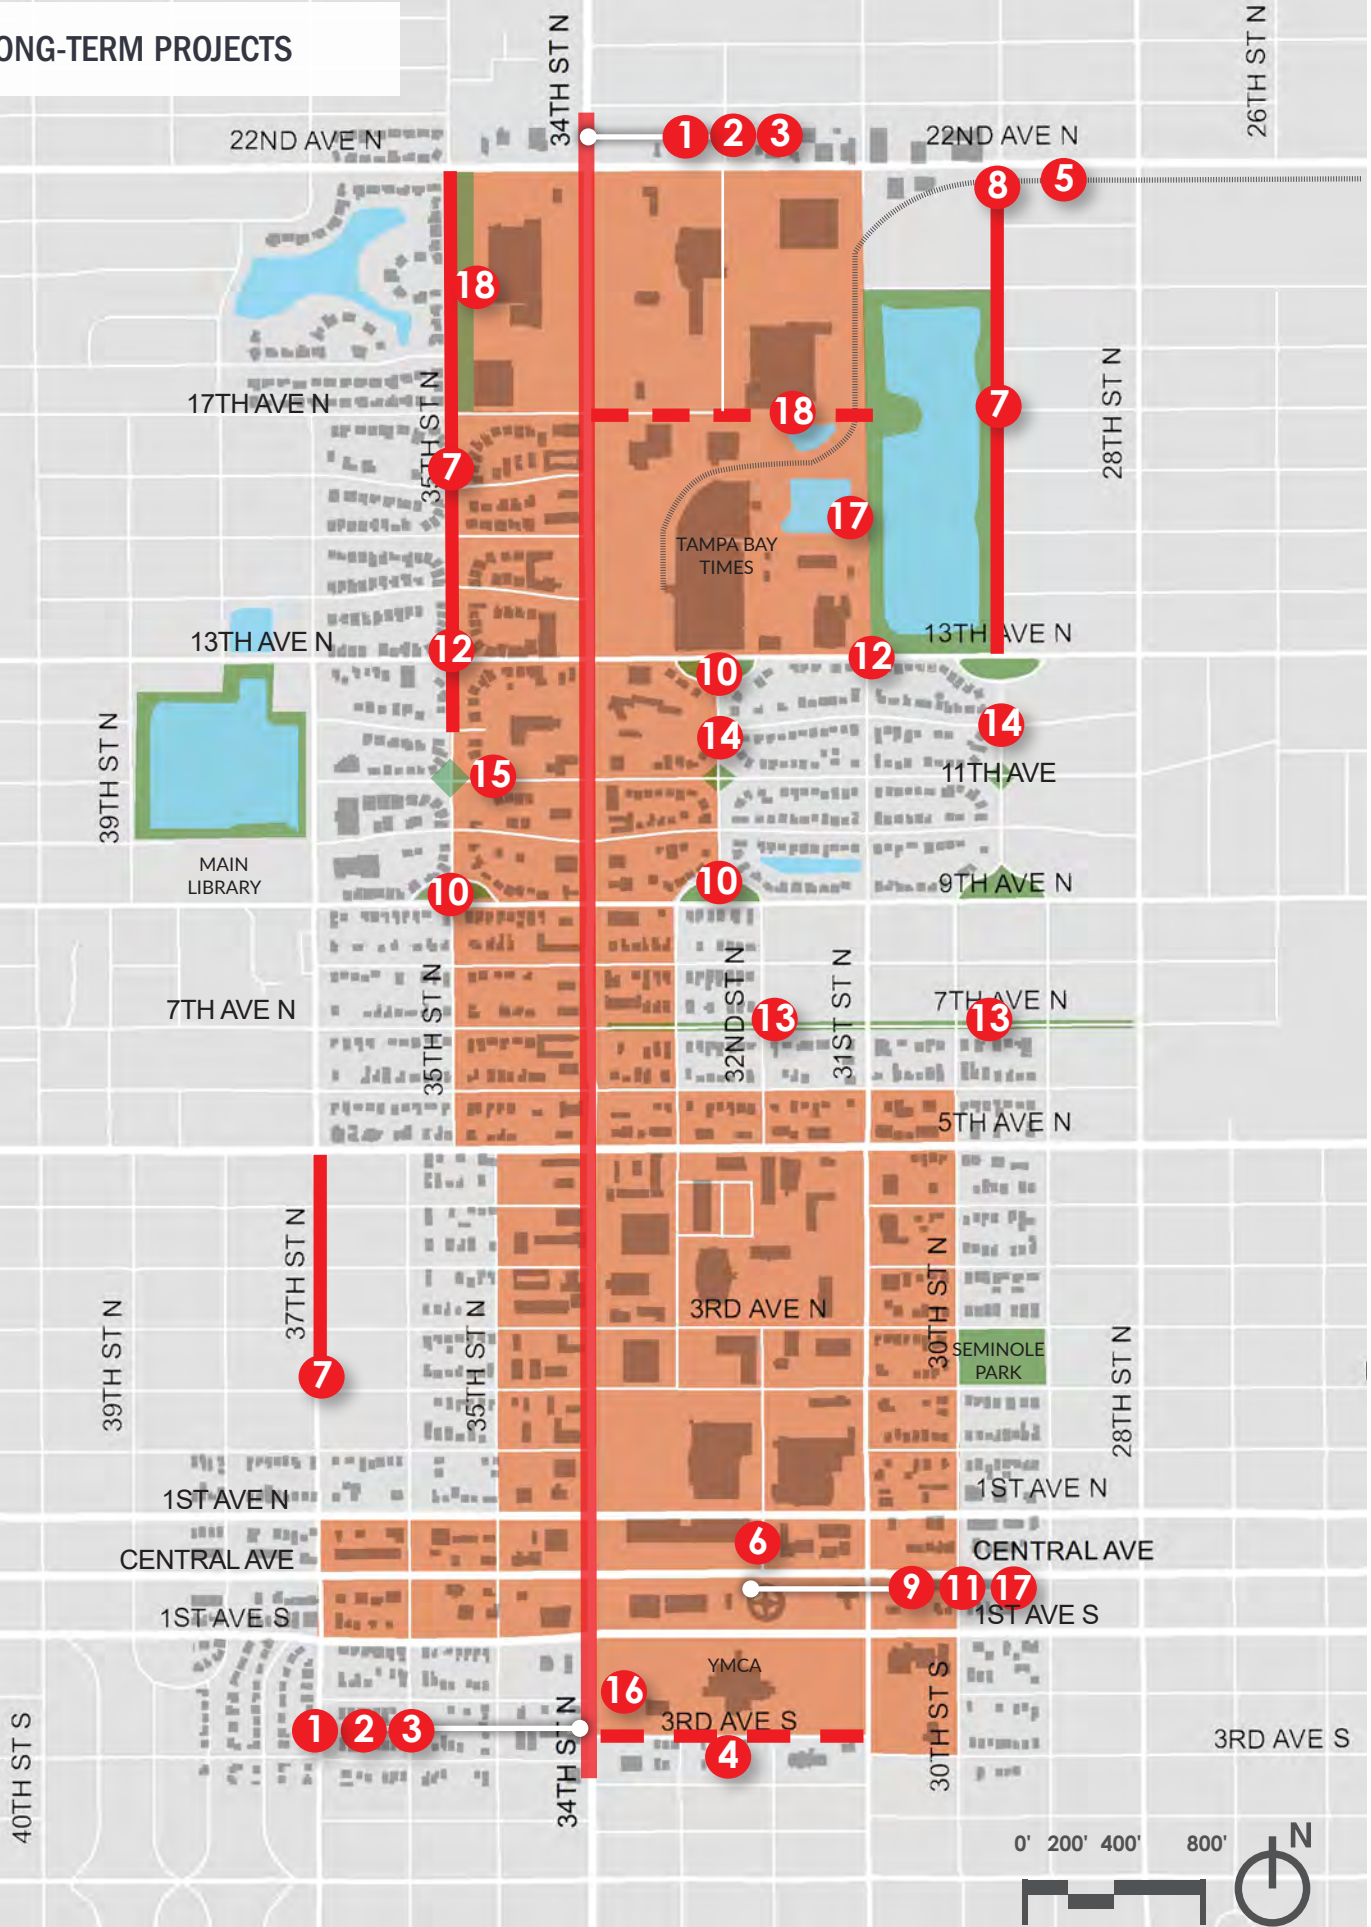 ONG-TERM PROJECTS
34TH ST N
26TH ST N
22ND AVE N
1 2 3
22ND AVE N
8 5
18
7
17TH AVE N
35TH ST N
18
28TH ST N
7
17
TAMPA BAY
TIMES
13TH AVE N
12
13TH AVE N
12
10
14
14
39TH ST N
15
11TH AVE
MAIN
LIBRARY
10
10
9TH AVE N
7TH AVE N
35TH ST N
32ND ST N
13
31ST ST N
7TH AVE N
13
5TH AVE N
37TH ST N
39TH ST N
7
35TH ST N
3RD AVE N
30TH ST N
SEMINOLE
PARK
28TH ST N
1ST AVE N
1ST AVE N
CENTRAL AVE
6
CENTRAL AVE
9 11 17
1ST AVE S
1ST AVE S
YMCA
16
1 2 3
3RD AVE S
4
34TH ST N
30TH ST S
3RD AVE S
40TH ST S
0' 200' 400' 800'
N